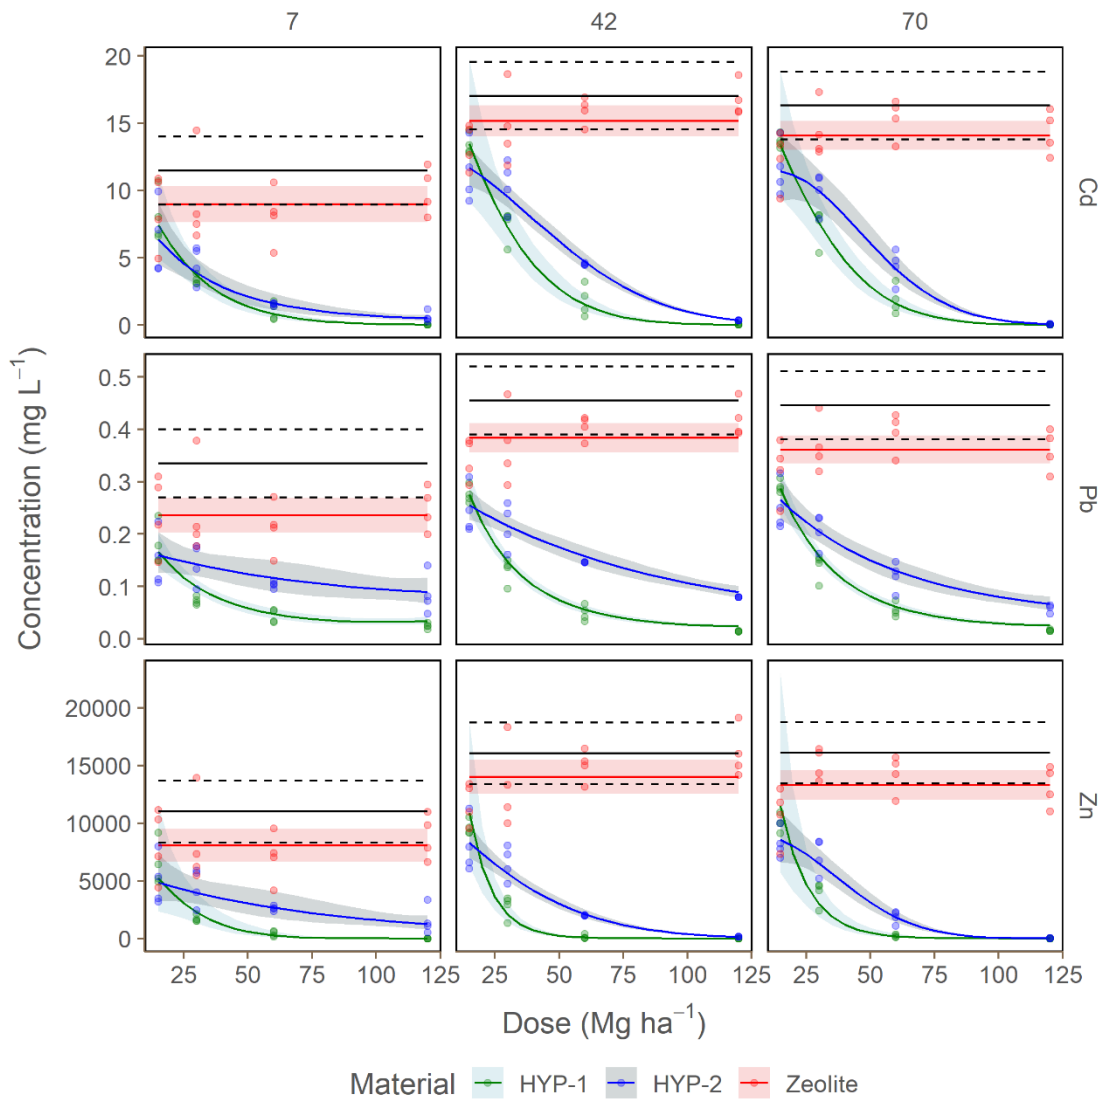 7 42 70
20
15
10
5
0
Cd
0.5
0.4
0.3
0.2
0.1
0.0
Pb
20000
15000
10000
5000
0
Zn
Concentration (mg L⁻¹)
25 50 75 100 125 25 50 75 100 125 25 50 75 100 125
Dose (Mg ha⁻¹)
Material HYP-1 HYP-2 Zeolite